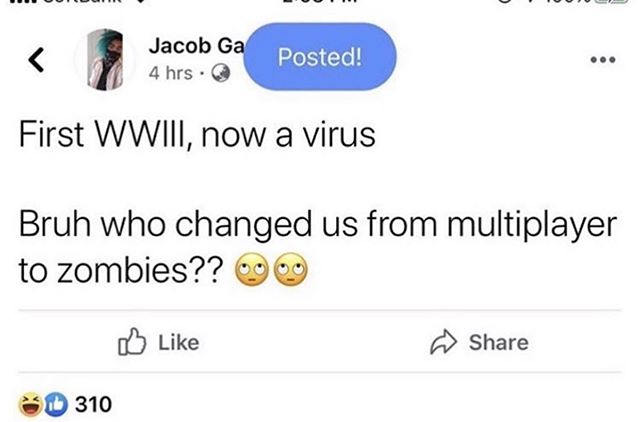 Jacob Ga
Posted!
4 hrs ·
First WWIII, now a virus
Bruh who changed us from multiplayer
to zombies?? 🙄🙄
Like
Share
310